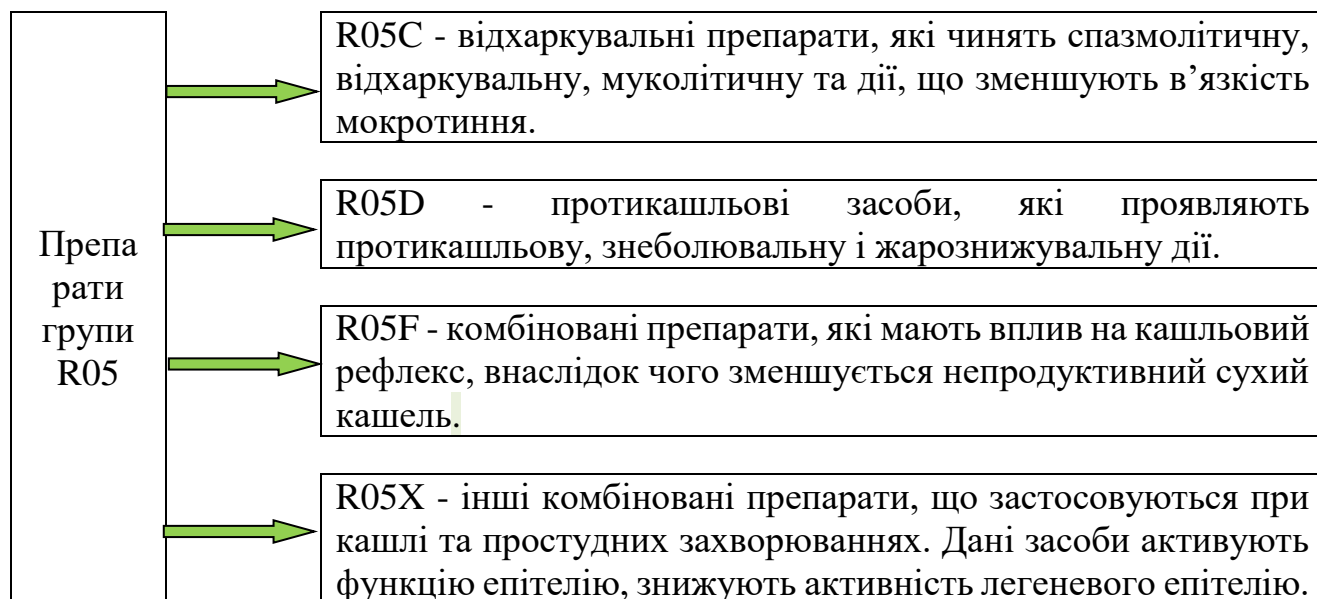 R05C - відхаркувальні препарати, які чинять спазмолітичну,
відхаркувальну, муколітичну та дії, що зменшують в’язкість
мокротиння.
R05D - протикашльові засоби, які проявляють
протикашльову, знеболювальну і жарознижувальну дії.
Препа
рати
групи
R05
R05F - комбіновані препарати, які мають вплив на кашльовий
рефлекс, внаслідок чого зменшується непродуктивний сухий
кашель.
R05X - інші комбіновані препарати, що застосовуються при
кашлі та простудних захворюваннях. Дані засоби активують
функцію епітелію, знижують активність легеневого епітелію.